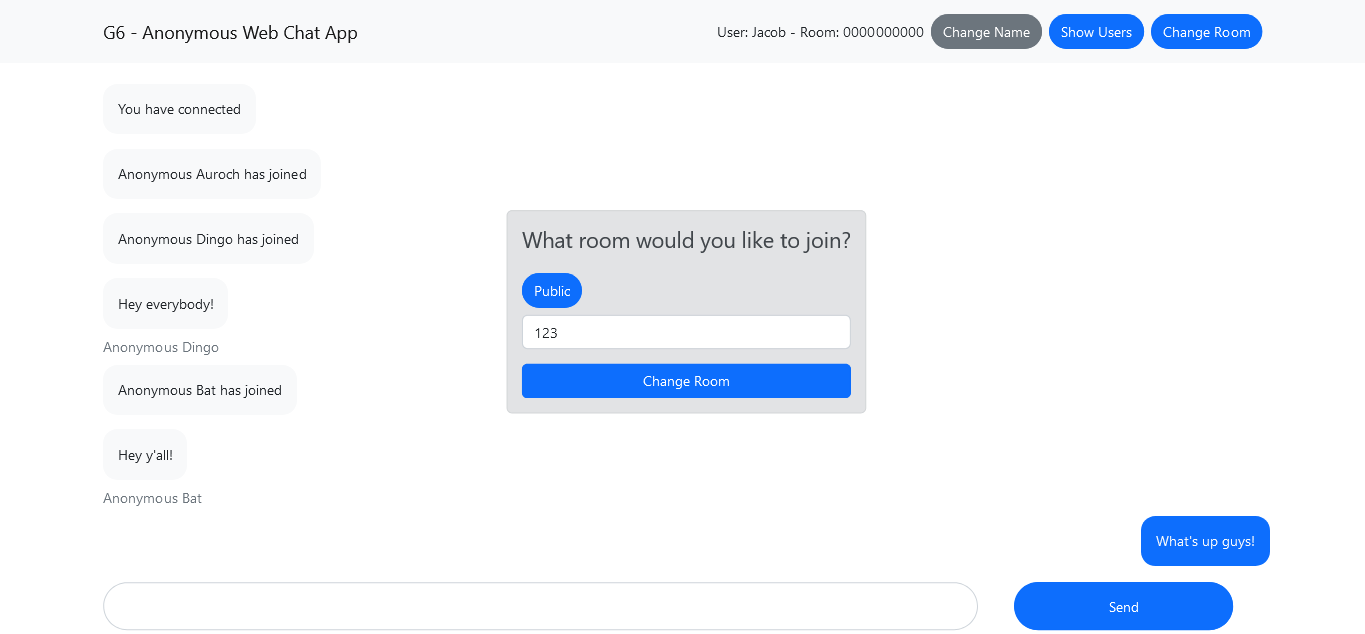 G6 - Anonymous Web Chat App
User: Jacob - Room: 0000000000 Change Name Show Users Change Room
You have connected
Anonymous Auroch has joined
Anonymous Dingo has joined
Hey everybody!
Anonymous Dingo
Anonymous Bat has joined
Hey y'all!
Anonymous Bat
What's up guys!
What room would you like to join?
Public
123
Change Room
Send